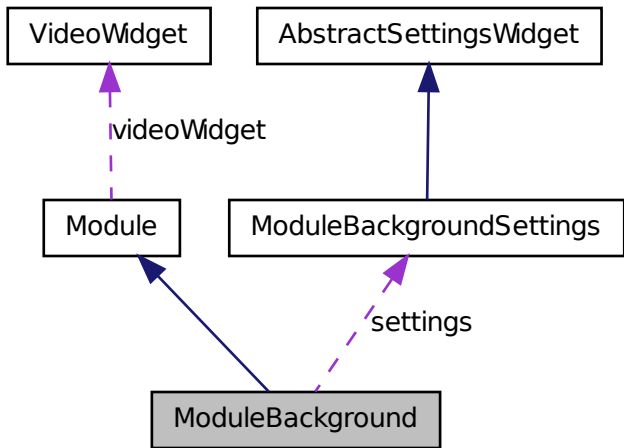 VideoWidget
AbstractSettingsWidget
videoWidget
Module
ModuleBackgroundSettings
settings
ModuleBackground